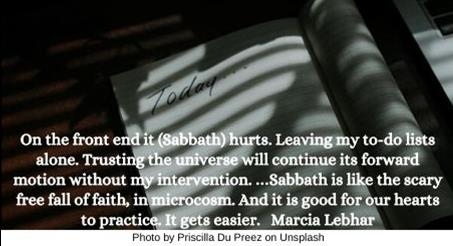 Today...
On the front end it (Sabbath) hurts. Leaving my to-do lists
alone. Trusting the universe will continue its forward
motion without my intervention. ...Sabbath is like the scary
free fall of faith, in microcosm. And it is good for our hearts
to practice. It gets easier.   Marcia Lebhar
Photo by Priscilla Du Preez on Unsplash